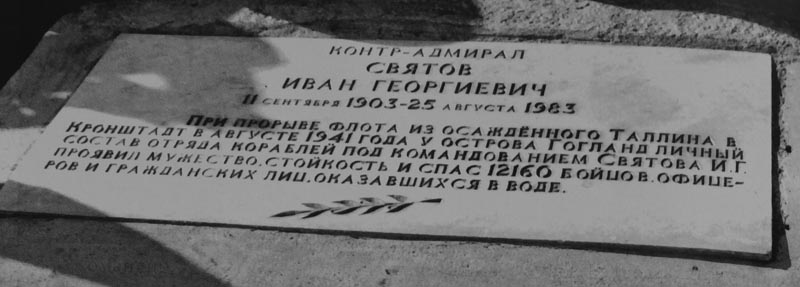 КОНТР-АДМИРАЛ
СВЯТОВ
ИВАН ГЕОРГИЕВИЧ
11 СЕНТЯБРЯ 1903-25 АВГУСТА 1983
ПРИ ПРОРЫВЕ ФЛОТА ИЗ ОСАЖДЁННОГО ТАЛЛИНА В
КРОНШТАДТ В АВГУСТЕ 1941 ГОДА У ОСТРОВА ГОГЛАНД ЛИЧНЫЙ
СОСТАВ ОТРЯДА КОРАБЛЕЙ ПОД КОМАНДОВАНИЕМ СВЯТОВА И.Г.
ПРОЯВИЛ МУЖЕСТВО, СТОЙКОСТЬ И СПАС 12160 БОЙЦОВ, ОФИЦЕ-
РОВ И ГРАЖДАНСКИХ ЛИЦ, ОКАЗАВШИХСЯ В ВОДЕ.